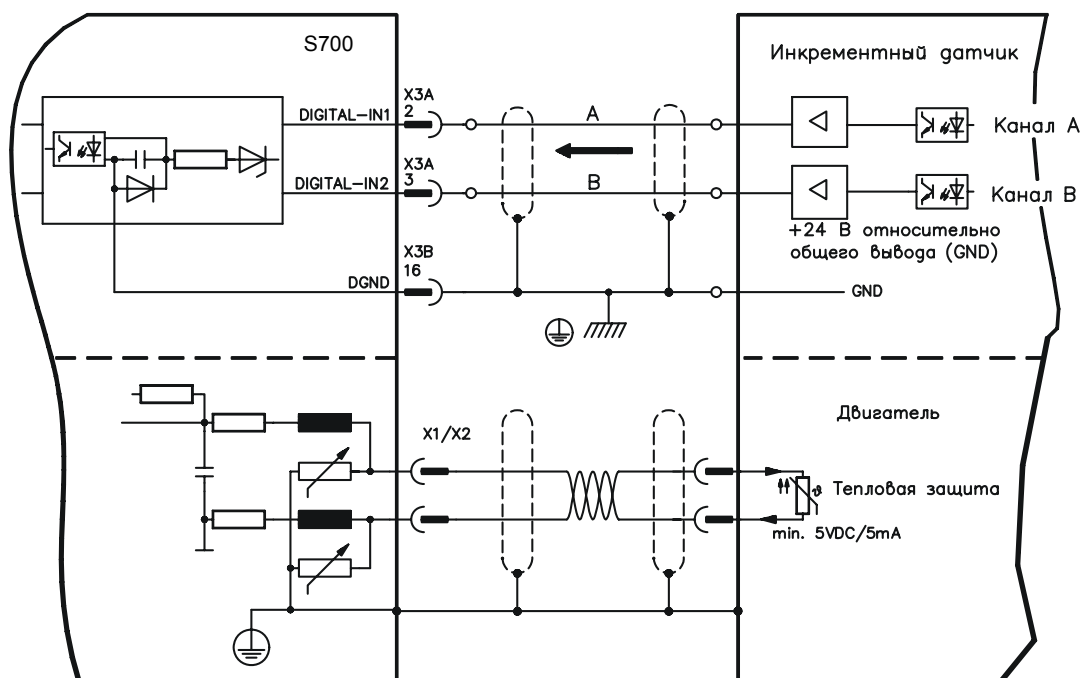 S700
Инкрементный датчик
DIGITAL-IN1
X3A
2
A
Канал A
DIGITAL-IN2
X3A
3
B
Канал B
+24 В относительно
общего вывода (GND)
X3B
16
DGND
GND
Двигатель
X1/X2
ϑ
Тепловая защита
min. 5VDC/5mA